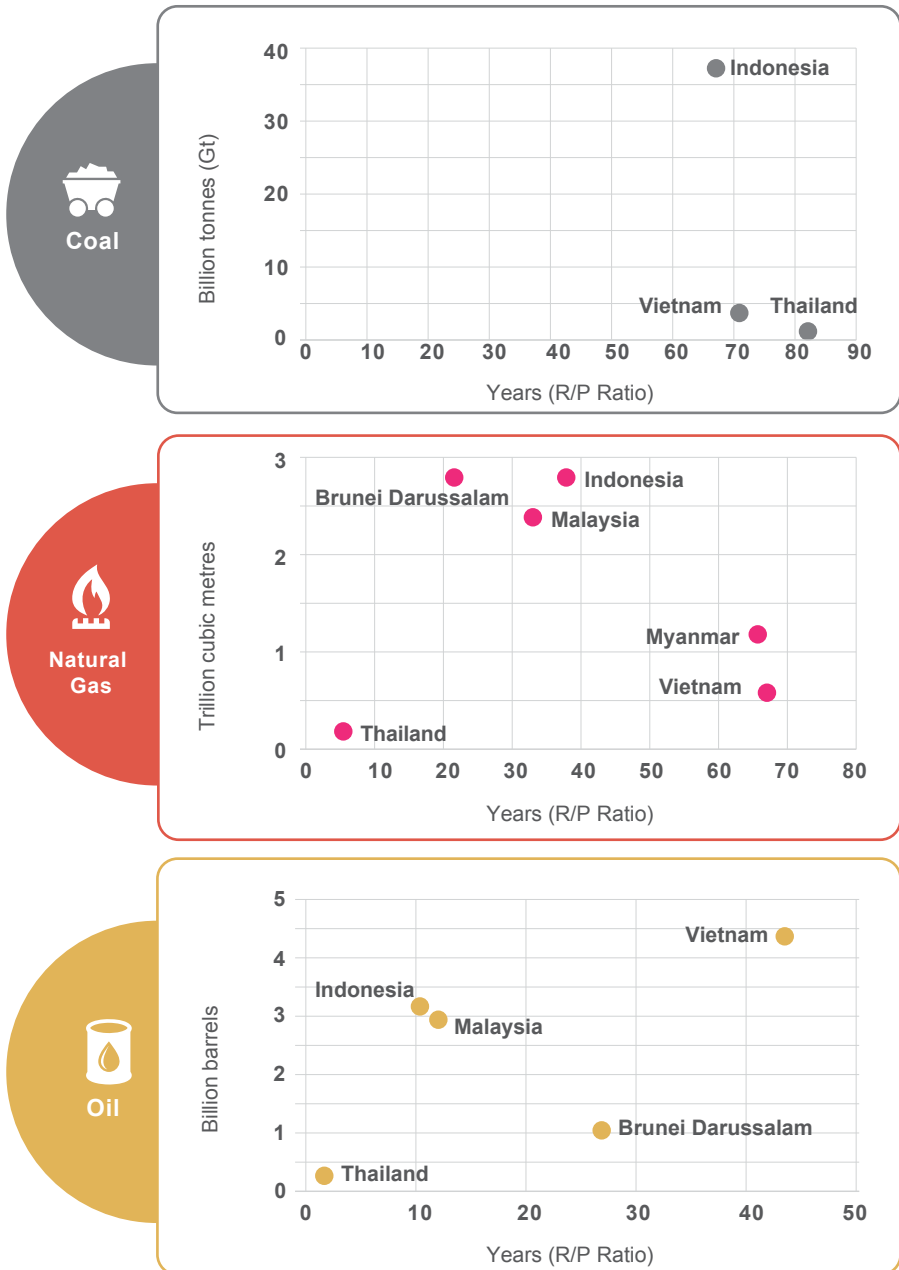 40
Indonesia
30
20
10
0
Vietnam
Thailand
0 10 20 30 40 50 60 70 80 90
Billion tonnes (Gt)
Years (R/P Ratio)
Coal
3
Indonesia
Brunei Darussalam
Malaysia
2
1
Myanmar
Vietnam
Thailand
0
0 10 20 30 40 50 60 70 80
Trillion cubic metres
Years (R/P Ratio)
Natural
Gas
5
Vietnam
4
Indonesia
3
Malaysia
2
1
Brunei Darussalam
Thailand
0
0 10 20 30 40 50
Billion barrels
Years (R/P Ratio)
Oil